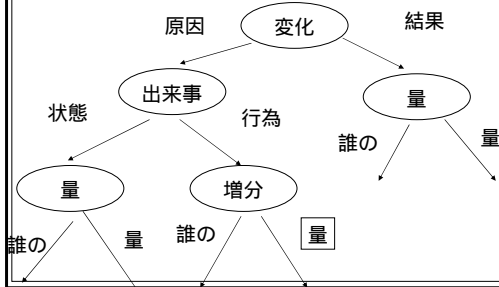 原因
変化
結果
出来事
量
状態
行為
誰の
量
量
増分
誰の
量
誰の
量